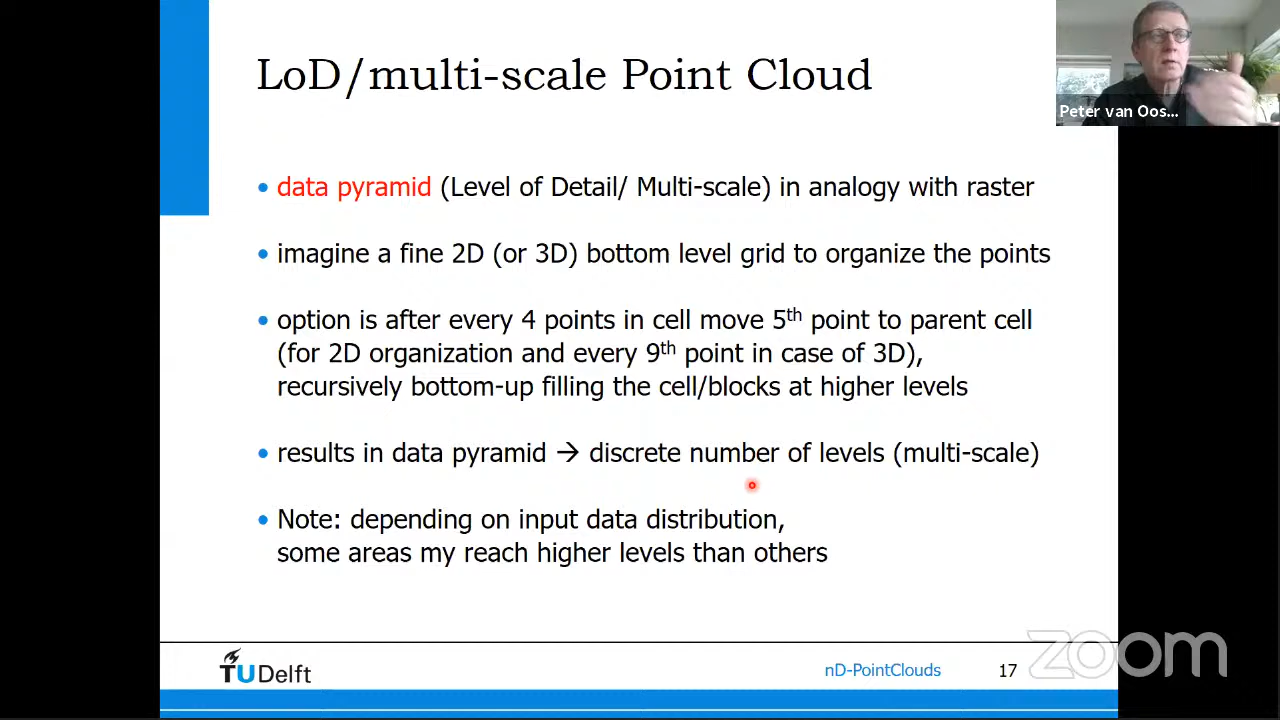 LoD/multi-scale Point Cloud
Peter van Oos...
• data pyramid (Level of Detail/ Multi-scale) in analogy with raster
• imagine a fine 2D (or 3D) bottom level grid to organize the points
• option is after every 4 points in cell move 5th point to parent cell
(for 2D organization and every 9th point in case of 3D),
recursively bottom-up filling the cell/blocks at higher levels
• results in data pyramid → discrete number of levels (multi-scale)
• Note: depending on input data distribution,
some areas my reach higher levels than others
TUDelft
nD-PointClouds
17
zoom